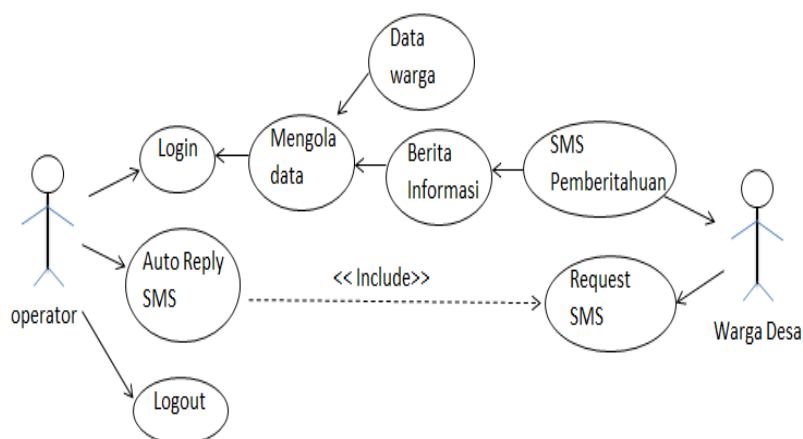 Data
warga
Login
Mengola
data
Berita
Informasi
SMS
Pemberitahuan
operator
Auto Reply
SMS
<< Include>>
Request
SMS
Warga Desa
Logout